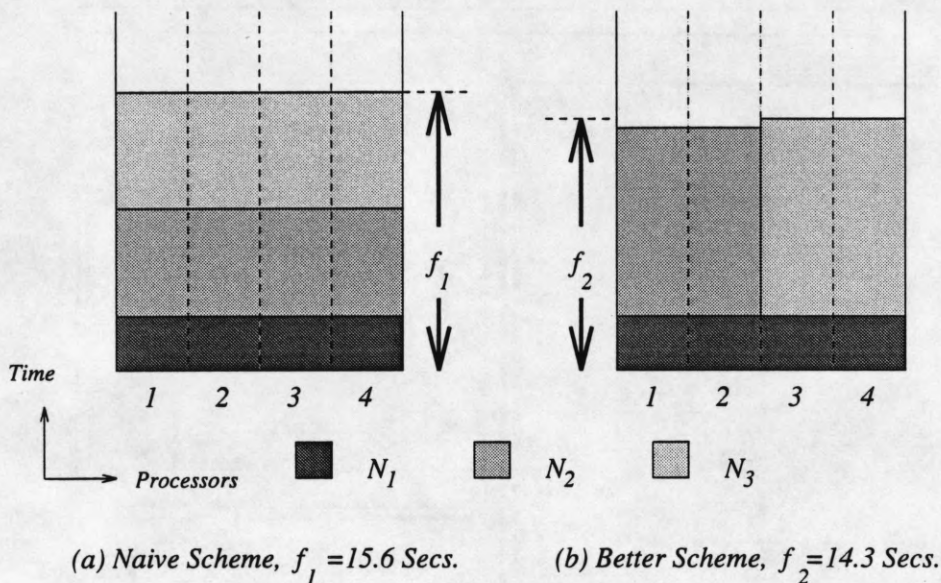 f1
f2
Time
1 2 3 4
1 2 3 4
Processors
N1
N2
N3
(a) Naive Scheme, f1 =15.6 Secs.
(b) Better Scheme, f2=14.3 Secs.